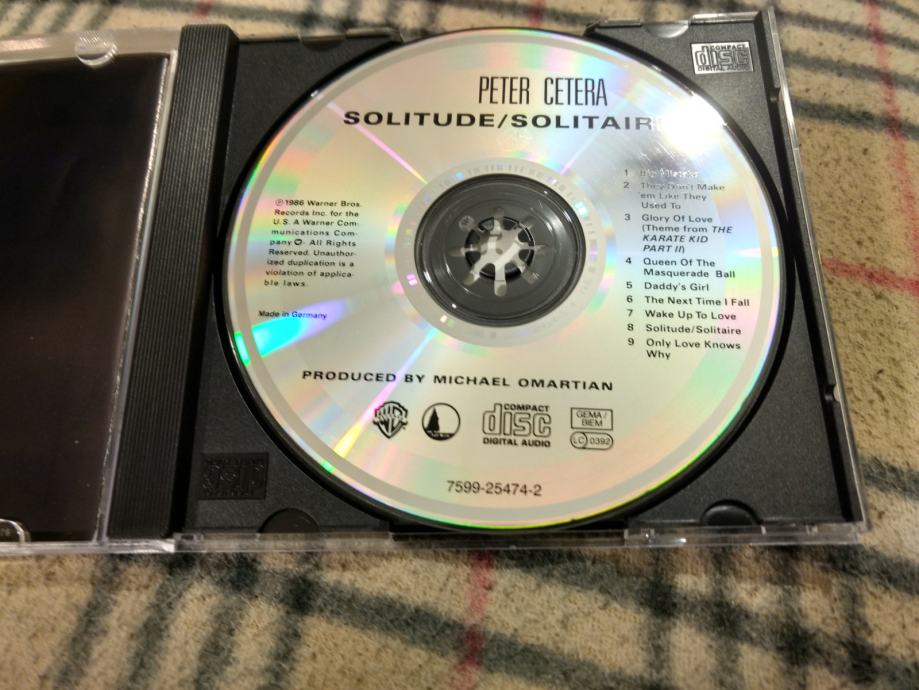 COMPACT
disc
DIGITAL AUDIO
PETER CETERA
SOLITUDE/SOLITAIR
℗1986 Warner Bros.
Records Inc. for the
U.S. A Warner Com-
munications Com-
pany All Rights
Reserved. Unauthor-
ized duplication is a
violation of applica-
ble laws.
Made in Germany
1
2 They Don't Make
'em Like They
Used To
3 Glory Of Love
(Theme from THE
KARATE KID
PART II)
4 Queen Of The
Masquerade Ball
5 Daddy's Girl
6 The Next Time I Fall
7 Wake Up To Love
8 Solitude/Solitaire
9 Only Love Knows
Why
PRODUCED BY MICHAEL OMARTIAN
COMPACT
disc
DIGITAL AUDIO
GEMA/
BIEM
LC 0392
7599-25474-2